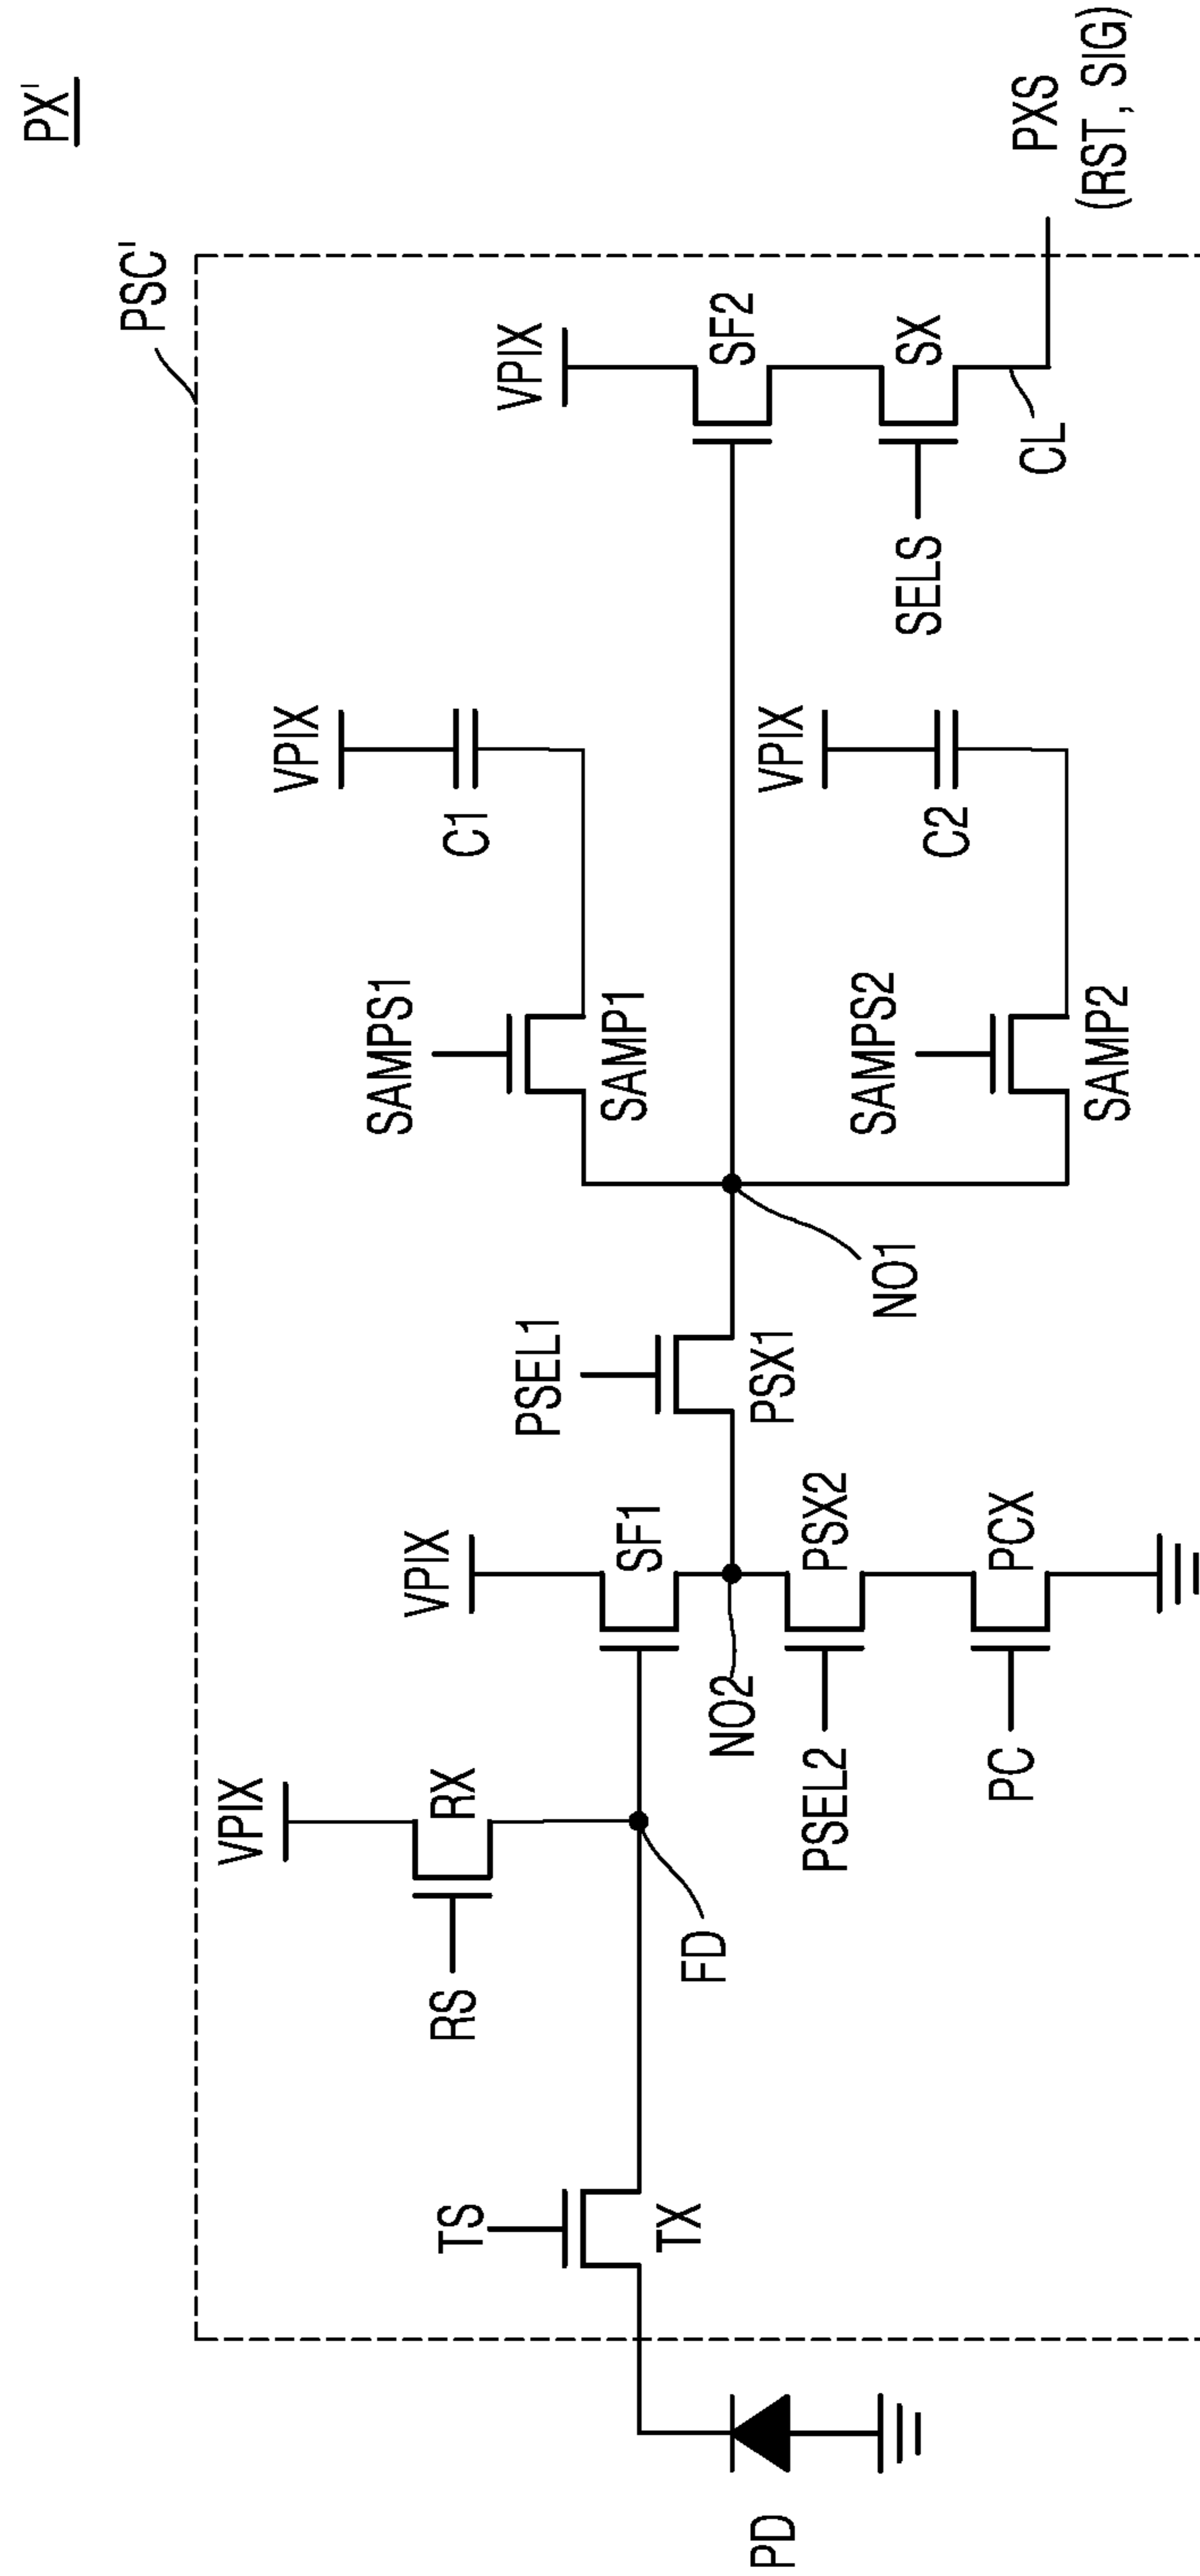 PX'
PSC'
VPIX
RS
RX
TS
TX
FD
PD
VPIX
SF1
NO2
PSEL2
PSX2
PC
PCX
PSEL1
PSX1
NO1
SAMPS1
SAMP1
VPIX
C1
SAMPS2
SAMP2
VPIX
C2
VPIX
SF2
SELS
SX
CL
PXS
(RST, SIG)